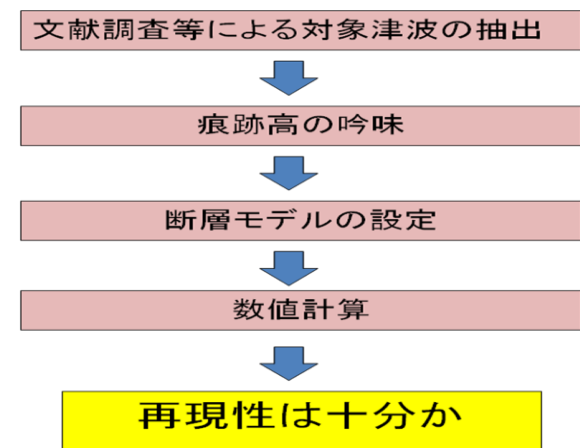 文献調査等による対象津波の抽出
痕跡高の吟味
断層モデルの設定
数値計算
再現性は十分か